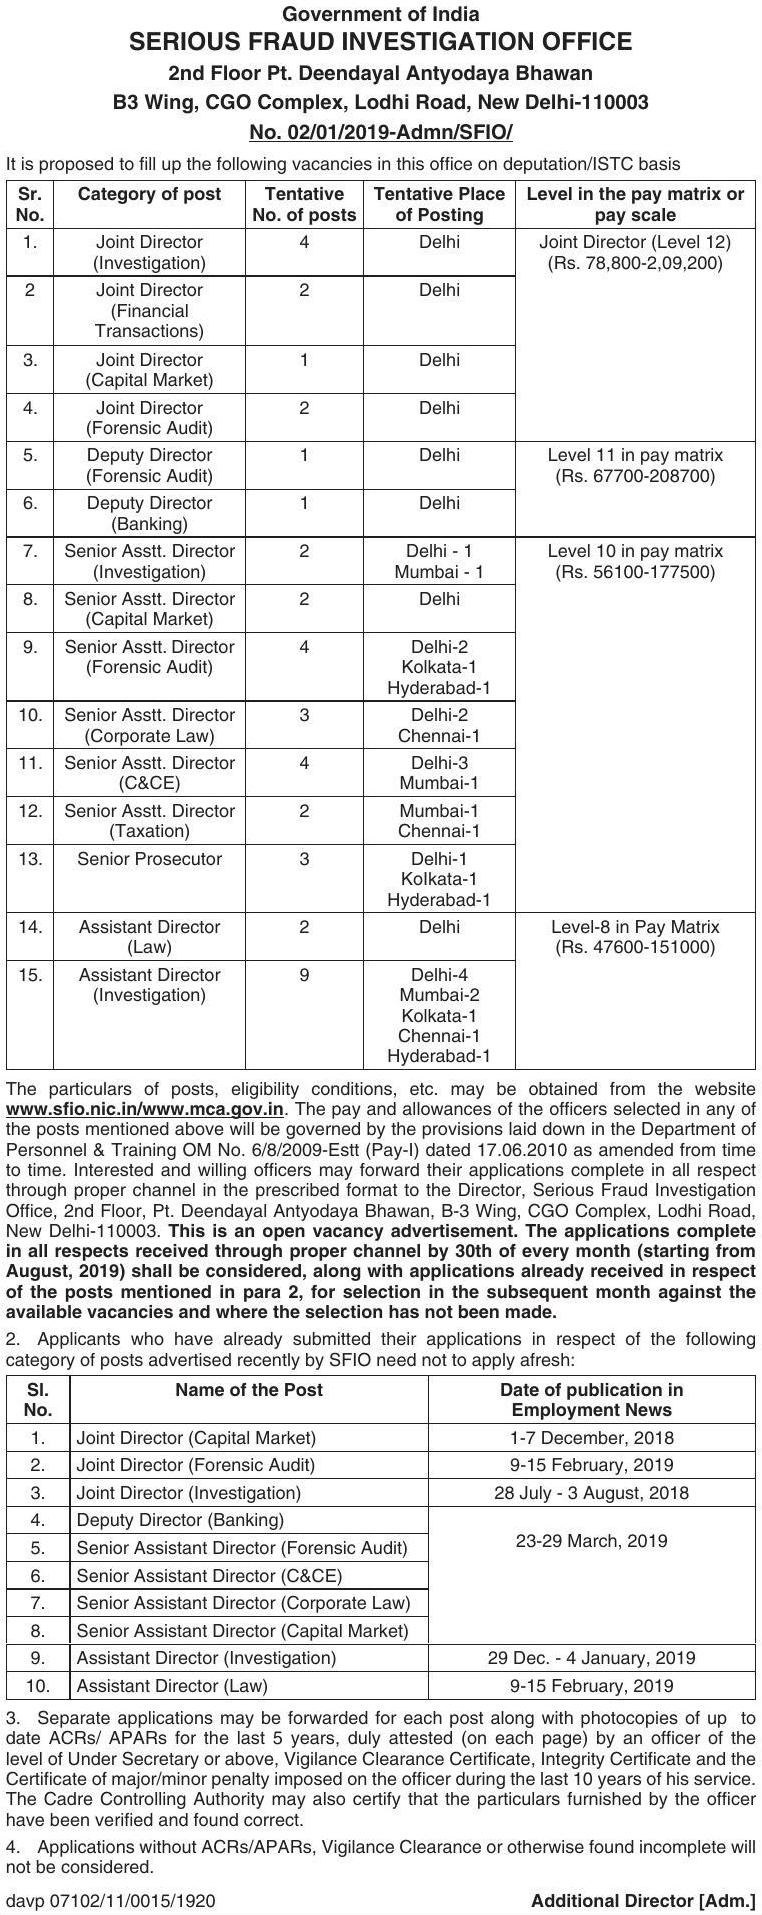 Government of India
SERIOUS FRAUD INVESTIGATION OFFICE
2nd Floor Pt. Deendayal Antyodaya Bhawan
B3 Wing, CGO Complex, Lodhi Road, New Delhi-110003
No. 02/01/2019-Admn/SFIO/
It is proposed to fill up the following vacancies in this office on deputation/ISTC basis
Sr. Category of post Tentative Tentative Place Level in the pay matrix or
No. No. of posts of Posting pay scale
1. Joint Director 4 Delhi Joint Director (Level 12)
(Investigation) (Rs. 78,800-2,09,200)
2 Joint Director 2 Delhi
(Financial
Transactions)
3. Joint Director 1 Delhi
(Capital Market)
4. Joint Director 2 Delhi
(Forensic Audit)
5. Deputy Director 1 Delhi Level 11 in pay matrix
(Forensic Audit) (Rs. 67700-208700)
6. Deputy Director 1 Delhi
(Banking)
7. Senior Asstt. Director 2 Delhi - 1 Level 10 in pay matrix
(Investigation) Mumbai - 1 (Rs. 56100-177500)
8. Senior Asstt. Director 2 Delhi
(Capital Market)
9. Senior Asstt. Director 4 Delhi-2
(Forensic Audit) Kolkata-1
Hyderabad-1
10. Senior Asstt. Director 3 Delhi-2
(Corporate Law) Chennai-1
11. Senior Asstt. Director 4 Delhi-3
(C&CE) Mumbai-1
12. Senior Asstt. Director 2 Mumbai-1
(Taxation) Chennai-1
13. Senior Prosecutor 3 Delhi-1
Kolkata-1
Hyderabad-1
14. Assistant Director 2 Delhi Level-8 in Pay Matrix
(Law) (Rs. 47600-151000)
15. Assistant Director 9 Delhi-4
(Investigation) Mumbai-2
Kolkata-1
Chennai-1
Hyderabad-1
The particulars of posts, eligibility conditions, etc. may be obtained from the website
www.sfio.nic.in/www.mca.gov.in. The pay and allowances of the officers selected in any of
the posts mentioned above will be governed by the provisions laid down in the Department of
Personnel & Training OM No. 6/8/2009-Estt (Pay-I) dated 17.06.2010 as amended from time
to time. Interested and willing officers may forward their applications complete in all respect
through proper channel in the prescribed format to the Director, Serious Fraud Investigation
Office, 2nd Floor, Pt. Deendayal Antyodaya Bhawan, B-3 Wing, CGO Complex, Lodhi Road,
New Delhi-110003. This is an open vacancy advertisement. The applications complete
in all respects received through proper channel by 30th of every month (starting from
August, 2019) shall be considered, along with applications already received in respect
of the posts mentioned in para 2, for selection in the subsequent month against the
available vacancies and where the selection has not been made.
2. Applicants who have already submitted their applications in respect of the following
category of posts advertised recently by SFIO need not to apply afresh:
Sl. Name of the Post Date of publication in
No. Employment News
1. Joint Director (Capital Market) 1-7 December, 2018
2. Joint Director (Forensic Audit) 9-15 February, 2019
3. Joint Director (Investigation) 28 July - 3 August, 2018
4. Deputy Director (Banking)
23-29 March, 2019
5. Senior Assistant Director (Forensic Audit)
6. Senior Assistant Director (C&CE)
7. Senior Assistant Director (Corporate Law)
8. Senior Assistant Director (Capital Market)
9. Assistant Director (Investigation) 29 Dec. - 4 January, 2019
10. Assistant Director (Law) 9-15 February, 2019
3. Separate applications may be forwarded for each post along with photocopies of up to
date ACRs/ APARs for the last 5 years, duly attested (on each page) by an officer of the
level of Under Secretary or above, Vigilance Clearance Certificate, Integrity Certificate and the
Certificate of major/minor penalty imposed on the officer during the last 10 years of his service.
The Cadre Controlling Authority may also certify that the particulars furnished by the officer
have been verified and found correct.
4. Applications without ACRs/APARs, Vigilance Clearance or otherwise found incomplete will
not be considered.
davp 07102/11/0015/1920 Additional Director [Adm.]